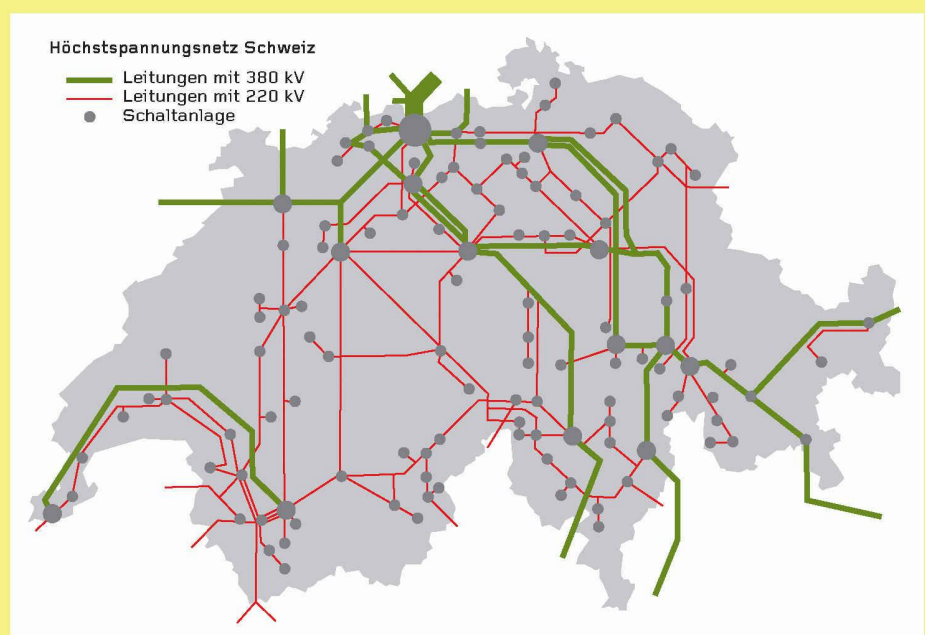 Höchstspannungsnetz Schweiz
Leitungen mit 380 kV
Leitungen mit 220 kV
Schaltanlage